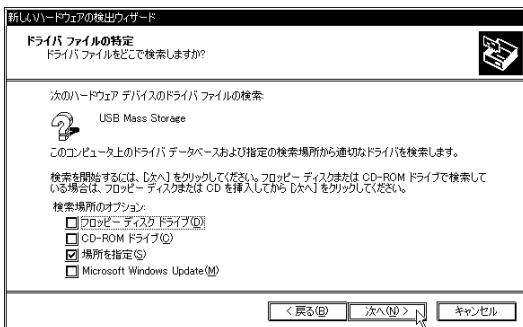 新しいハードウェアの検出ウィザード
ドライバ ファイルの特定
ドライバ ファイルをどこで検索しますか?
次のハードウェア デバイスのドライバ ファイルの検索:
USB Mass Storage
このコンピュータ上のドライバ データベースおよび指定の検索場所から適切なドライバを検索します。
検索を開始するには、[次へ] をクリックしてください。フロッピー ディスクまたは CD-ROM ドライブで検索して
いる場合は、フロッピー ディスクまたは CD を挿入してから [次へ] をクリックしてください。
検索場所のオプション:
フロッピー ディスク ドライブ(D)
CD-ROM ドライブ(C)
場所を指定(S)
Microsoft Windows Update(M)
< 戻る(B) 次へ(N) > キャンセル